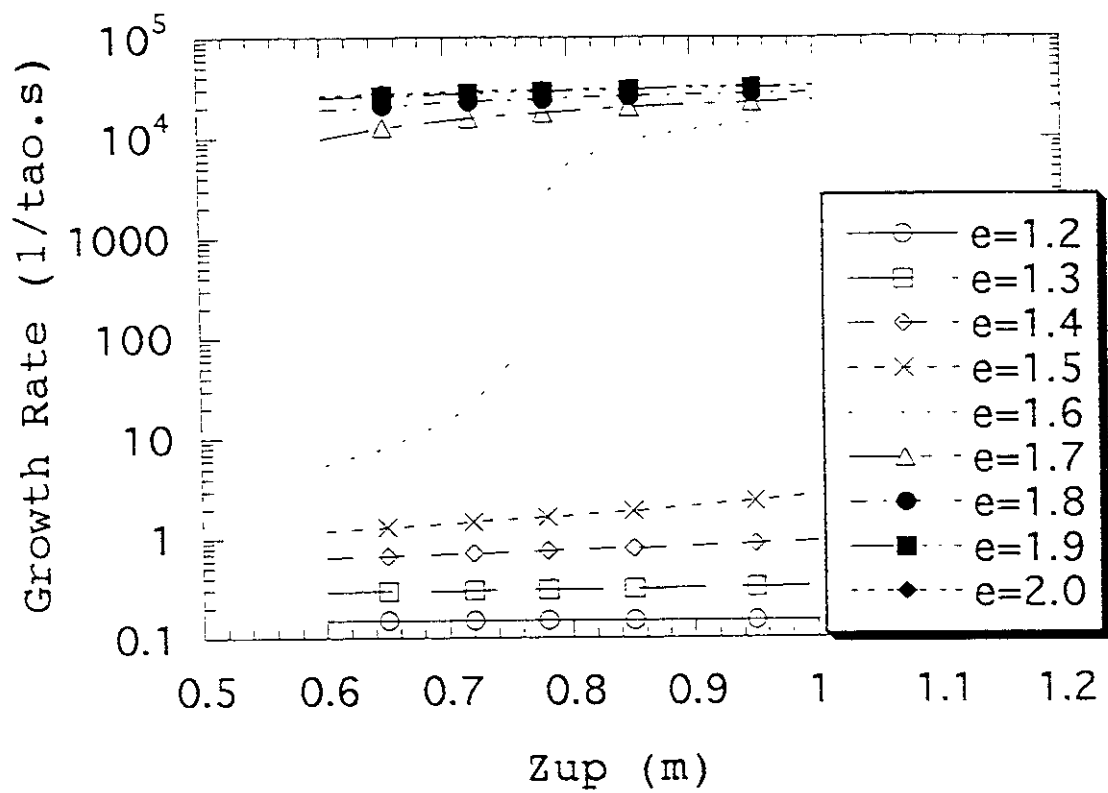 10^5
10^4
1000
100
10
1
0.1
Growth Rate (1/tao.s)
0.5 0.6 0.7 0.8 0.9 1 1.1 1.2
Zup (m)
e=1.2
e=1.3
e=1.4
e=1.5
e=1.6
e=1.7
e=1.8
e=1.9
e=2.0